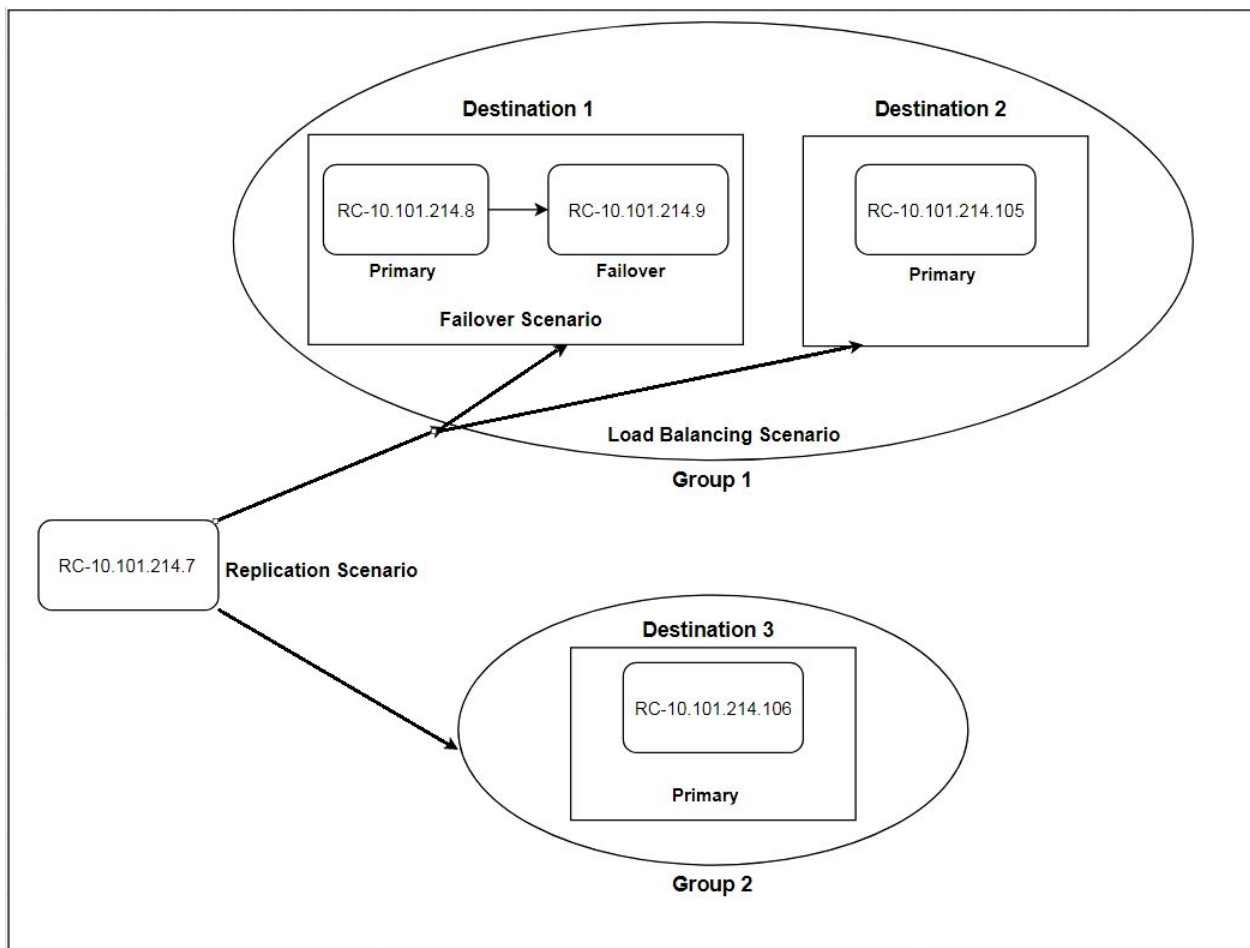 Destination 1
Destination 2
RC-10.101.214.8
RC-10.101.214.9
RC-10.101.214.105
Primary
Failover
Primary
Failover Scenario
Load Balancing Scenario
Group 1
RC-10.101.214.7
Replication Scenario
Destination 3
RC-10.101.214.106
Primary
Group 2